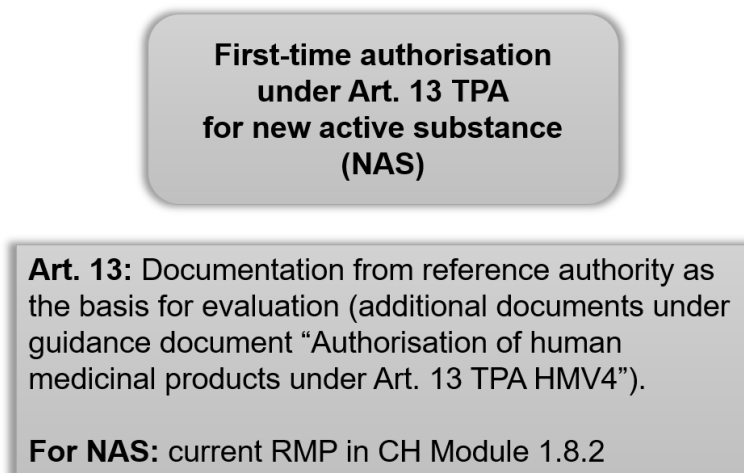 First-time authorisation
under Art. 13 TPA
for new active substance
(NAS)
Art. 13: Documentation from reference authority as
the basis for evaluation (additional documents under
guidance document “Authorisation of human
medicinal products under Art. 13 TPA HMV4”).
For NAS: current RMP in CH Module 1.8.2